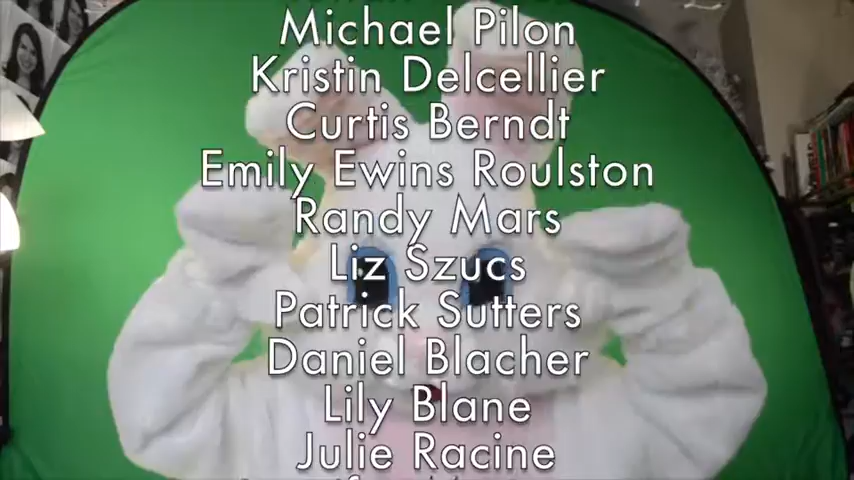 Michael Pilon
Kristin Delcellier
Curtis Berndt
Emily Ewins Roulston
Randy Mars
Liz Szucs
Patrick Sutters
Daniel Blacher
Lily Blane
Julie Racine